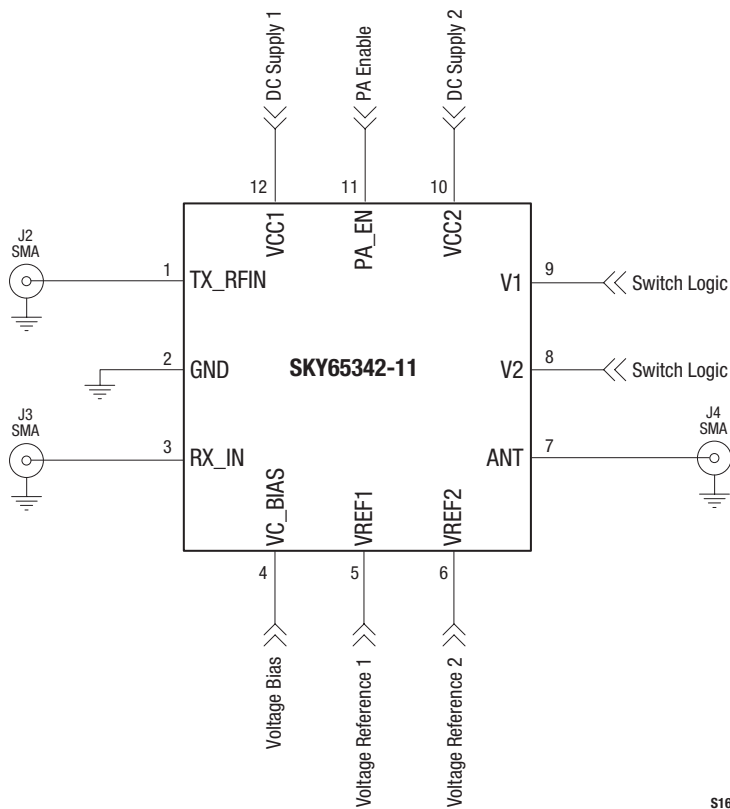 DC Supply 1
PA Enable
DC Supply 2
12
11
10
VCC1
PA_EN
VCC2
J2
SMA
1
TX_RFIN
V1
9
Switch Logic
2
GND
SKY65342-11
V2
8
Switch Logic
J3
SMA
3
RX_IN
ANT
7
J4
SMA
VC_BIAS
VREF1
VREF2
4
5
6
Voltage Bias
Voltage Reference 1
Voltage Reference 2
S16